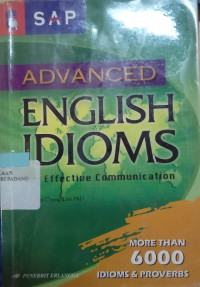 SAP
ADVANCED
ENGLISH
IDIOMS
Effective Communication
MORE THAN
6000
IDIOMS & PROVERBS
PENERBIT ERLANGGA